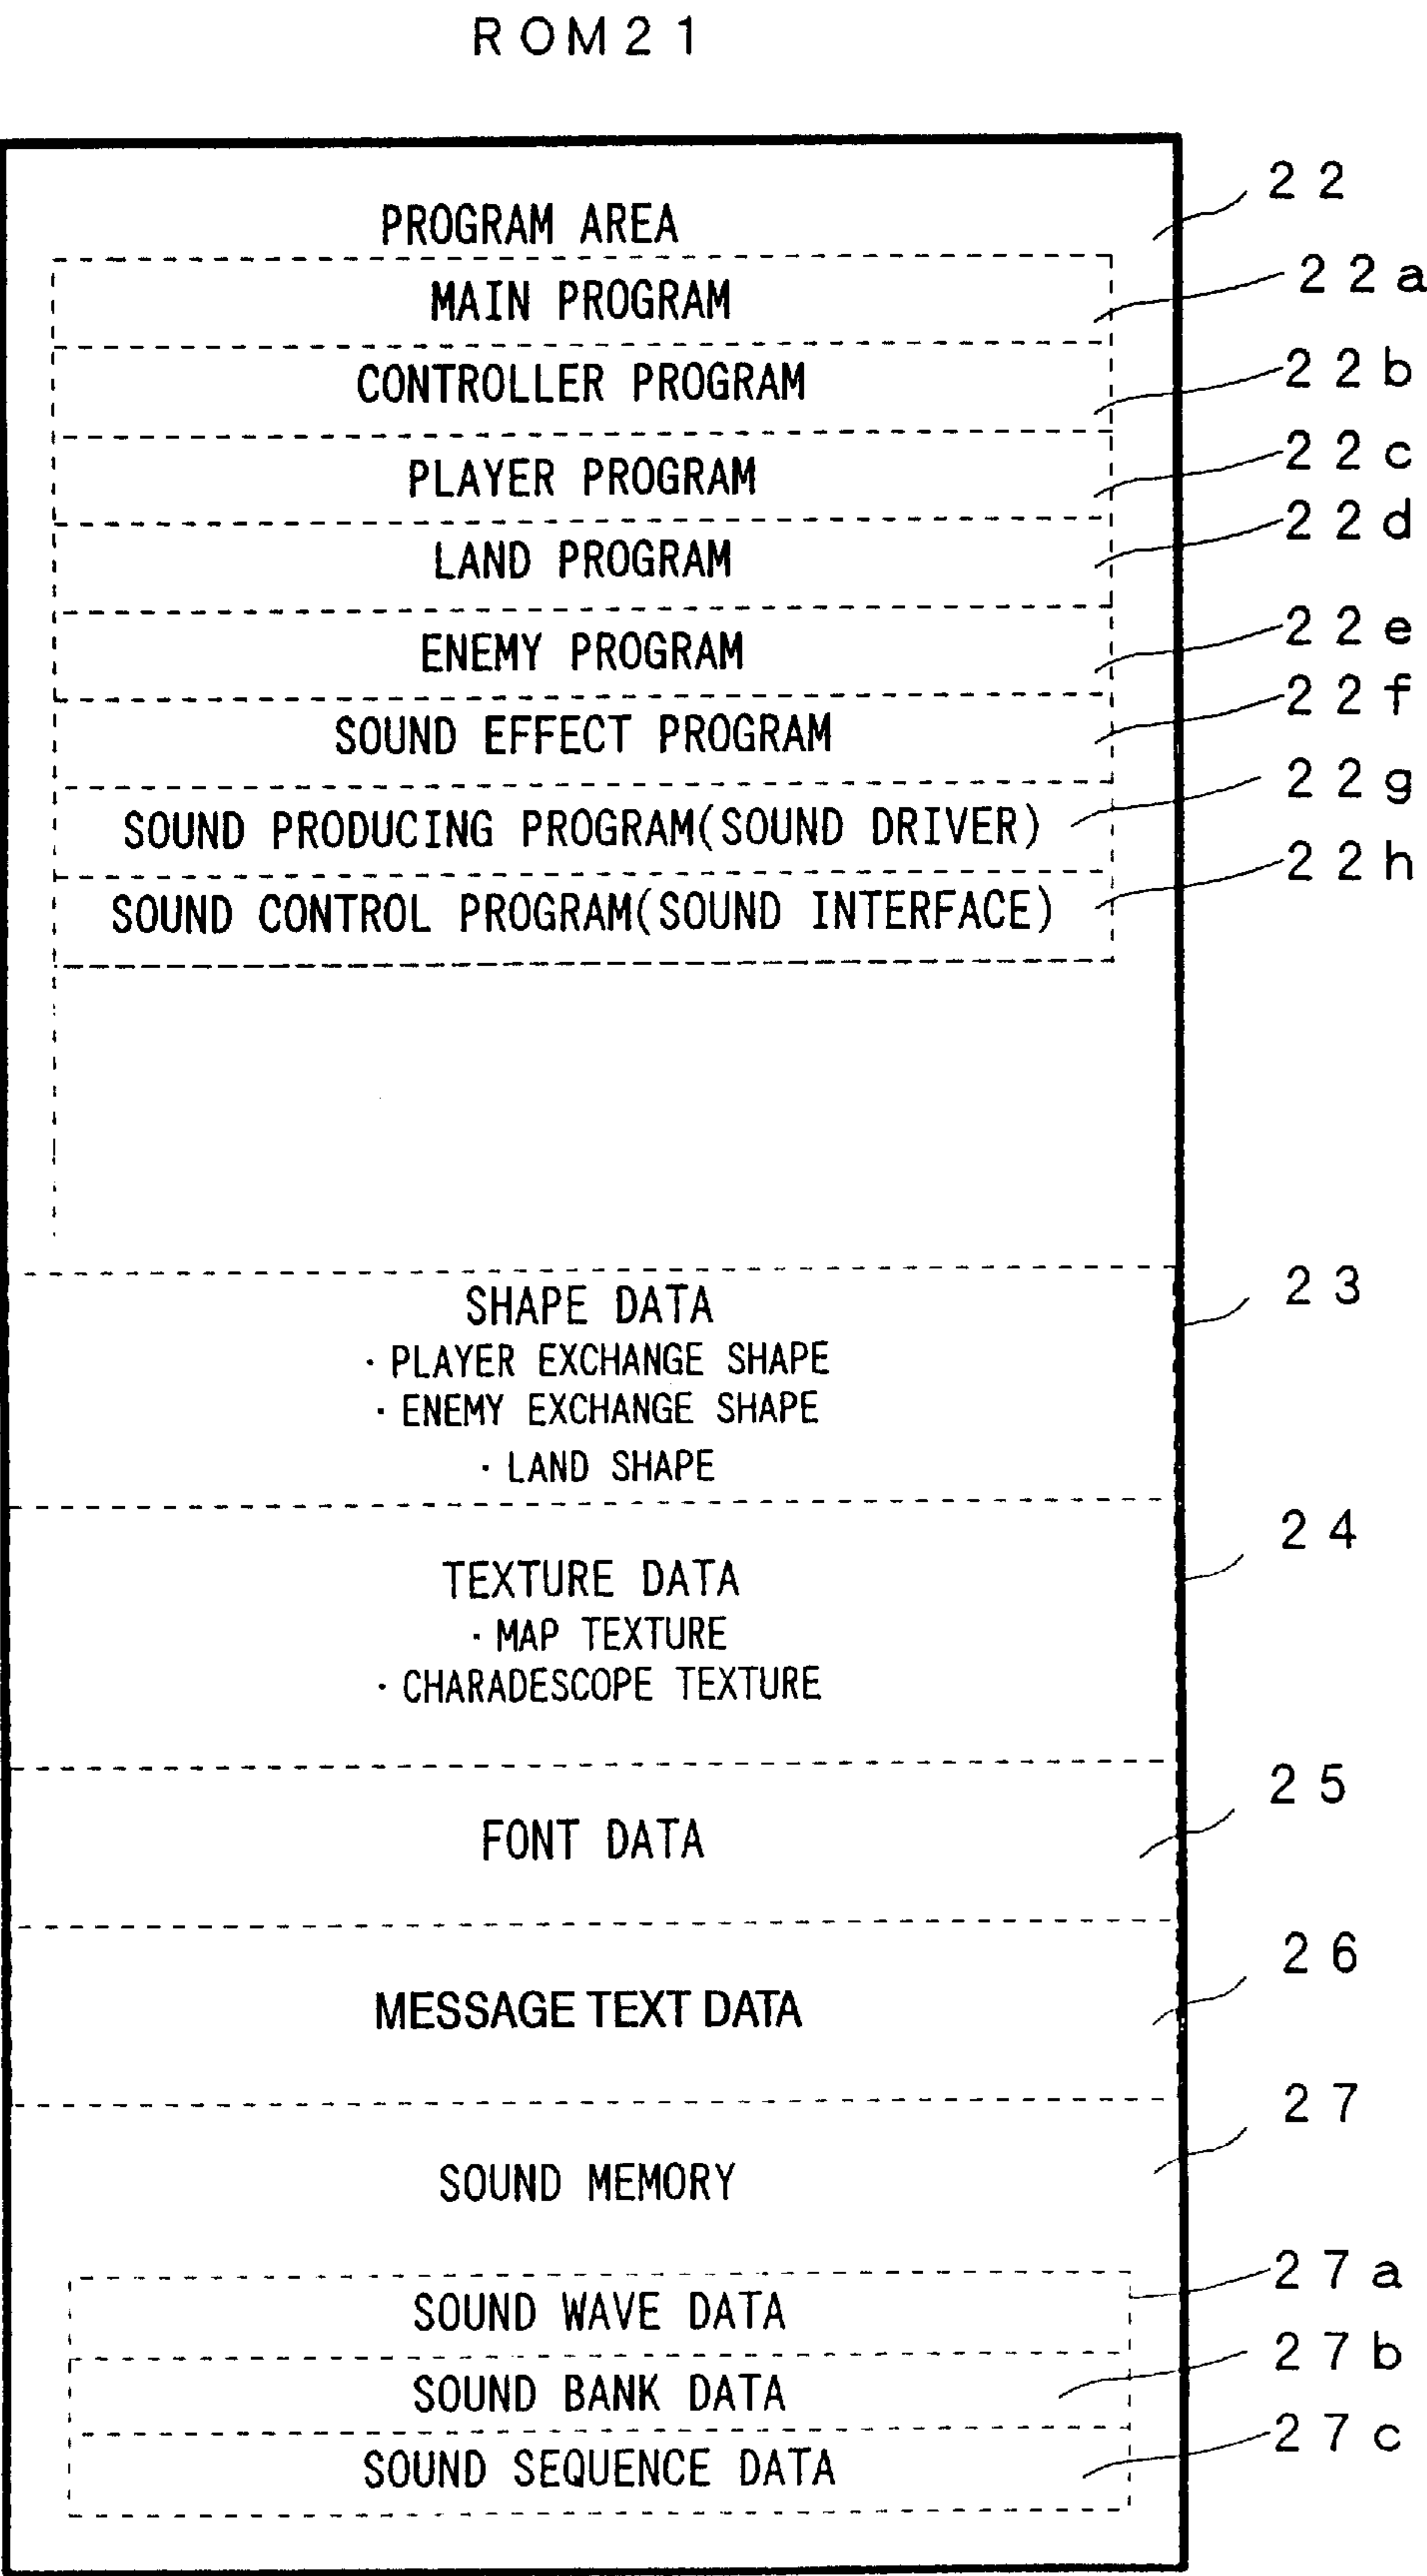 ROM21
PROGRAM AREA 22
MAIN PROGRAM 22a
CONTROLLER PROGRAM 22b
PLAYER PROGRAM 22c
LAND PROGRAM 22d
ENEMY PROGRAM 22e
SOUND EFFECT PROGRAM 22f
SOUND PRODUCING PROGRAM(SOUND DRIVER) 22g
SOUND CONTROL PROGRAM(SOUND INTERFACE) 22h
SHAPE DATA 23
· PLAYER EXCHANGE SHAPE
· ENEMY EXCHANGE SHAPE
· LAND SHAPE
TEXTURE DATA 24
· MAP TEXTURE
· CHARADESCOPE TEXTURE
FONT DATA 25
MESSAGE TEXT DATA 26
SOUND MEMORY 27
SOUND WAVE DATA 27a
SOUND BANK DATA 27b
SOUND SEQUENCE DATA 27c